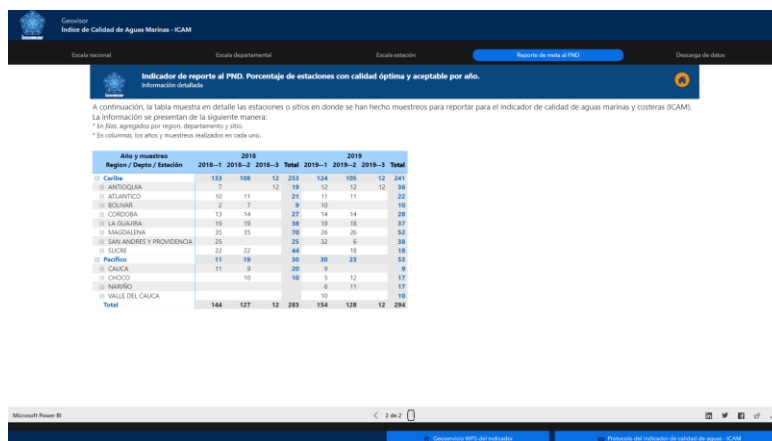 Geovisor
Índice de Calidad de Aguas Marinas - ICAM
Escala nacional Escala departamental Escala estación Reporte de meta al PND Descarga de datos
Indicador de reporte al PND. Porcentaje de estaciones con calidad óptima y aceptable por año.
Información detallada
A continuación, la tabla muestra en detalle las estaciones o sitios en donde se han hecho muestreos para reportar para el indicador de calidad de aguas marinas y costeras (ICAM).
La información se presentan de la siguiente manera:
* En filas, agregados por region, departamento y sitio.
* En columnas, los años y muestreos realizados en cada uno.
Año y muestreo 2018 2019
Region / Depto / Estación 2018--1 2018--2 2018--3 Total 2019--1 2019--2 2019--3 Total
Caribe 133 108 12 253 124 105 12 241
ANTIOQUIA 7 12 19 12 12 12 36
ATLANTICO 10 11 21 11 11 22
BOLIVAR 2 7 9 10 10
CORDOBA 13 14 27 14 14 28
LA GUAJIRA 19 19 38 19 18 37
MAGDALENA 35 35 70 26 26 52
SAN ANDRES Y PROVIDENCIA 25 25 32 6 38
SUCRE 22 22 44 18 18
Pacífico 11 19 30 30 23 53
CAUCA 11 9 20 9 9
CHOCO 10 10 5 12 17
NARIÑO 6 11 17
VALLE DEL CAUCA 10 10
Total 144 127 12 283 154 128 12 294
Microsoft Power BI 2 de 2
Geoservicio WFS del indicador Protocolo del indicador de calidad de aguas - ICAM